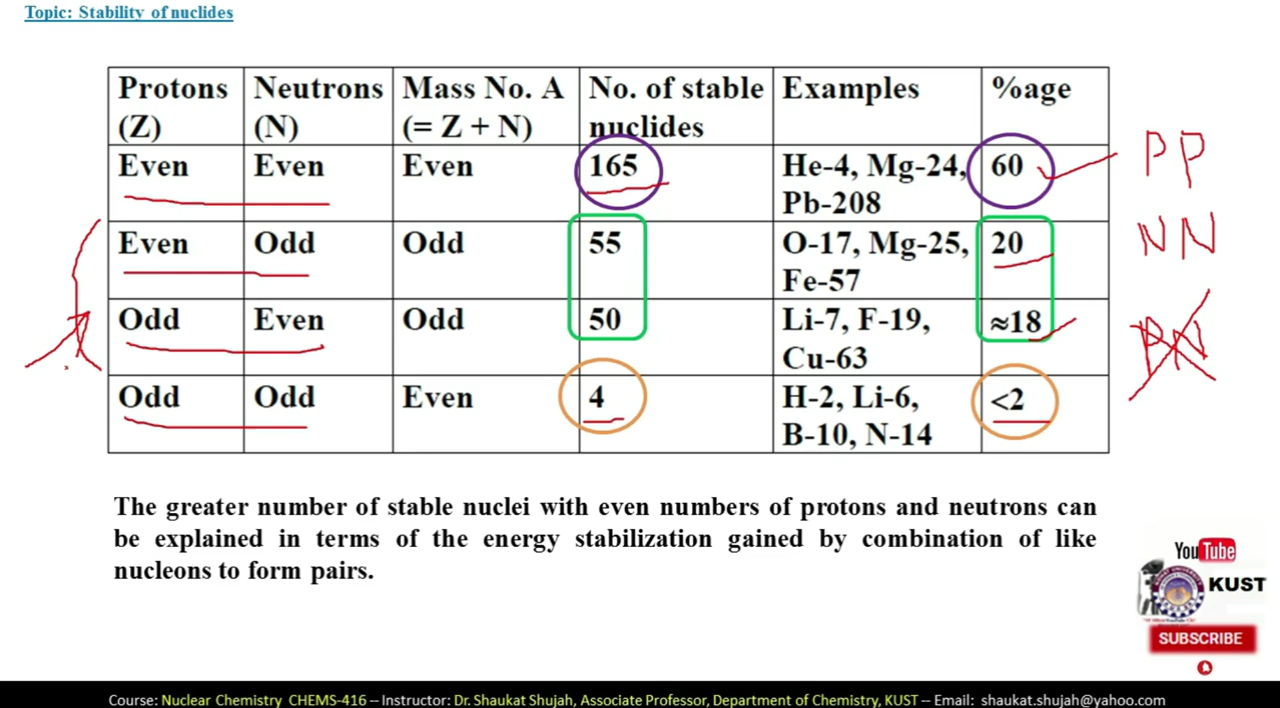 Topic: Stability of nuclides
Protons (Z) Neutrons (N) Mass No. A (= Z + N) No. of stable nuclides Examples %age
Even Even Even 165 He-4, Mg-24, Pb-208 60
Even Odd Odd 55 O-17, Mg-25, Fe-57 20
Odd Even Odd 50 Li-7, F-19, Cu-63 ≈18
Odd Odd Even 4 H-2, Li-6, B-10, N-14 <2
PP
NN
PN
The greater number of stable nuclei with even numbers of protons and neutrons can
be explained in terms of the energy stabilization gained by combination of like
nucleons to form pairs.
YouTube
KUST
SUBSCRIBE
Course: Nuclear Chemistry CHEMS-416 -- Instructor: Dr. Shaukat Shujah, Associate Professor, Department of Chemistry, KUST -- Email: shaukat.shujah@yahoo.com